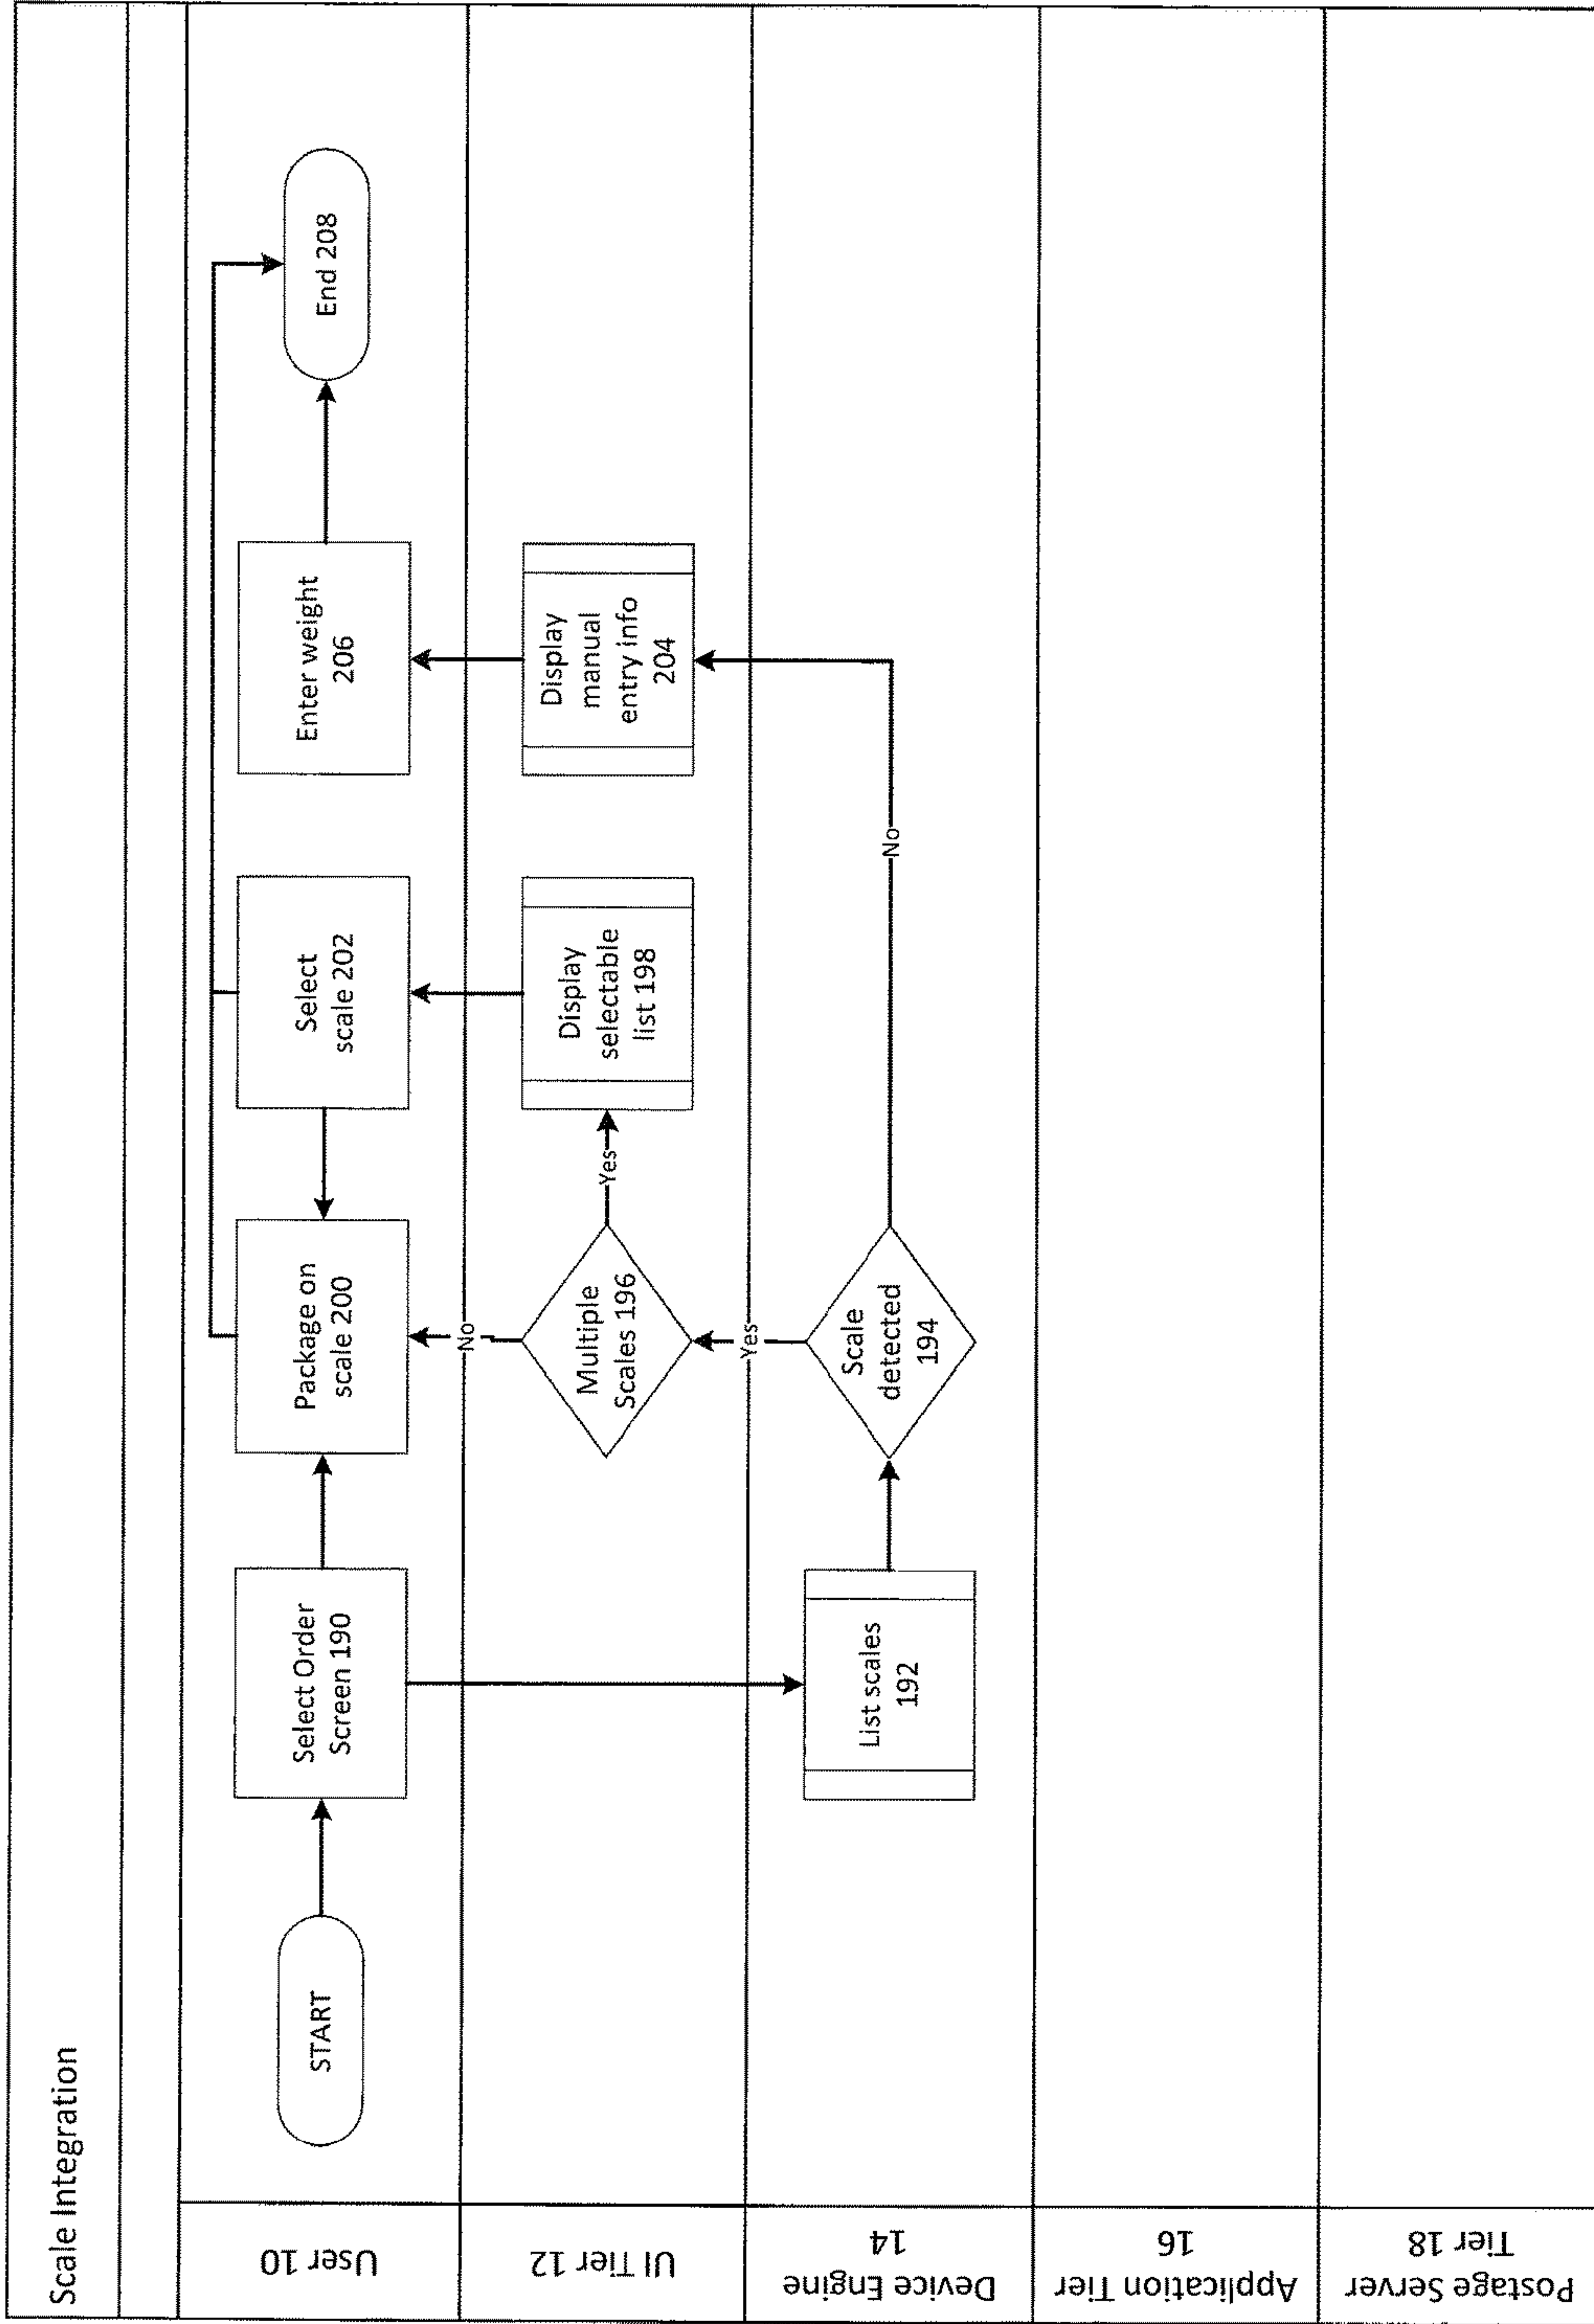 Scale Integration
User 10
START
Select Order
Screen 190
Package on
scale 200
Select
scale 202
Enter weight
206
End 208
No
UI Tier 12
Multiple
Scales 196
Yes
Display
selectable
list 198
Display
manual
entry info
204
Yes
Device Engine
14
List scales
192
Scale
detected
194
No
Application Tier
16
Postage Server
Tier 18